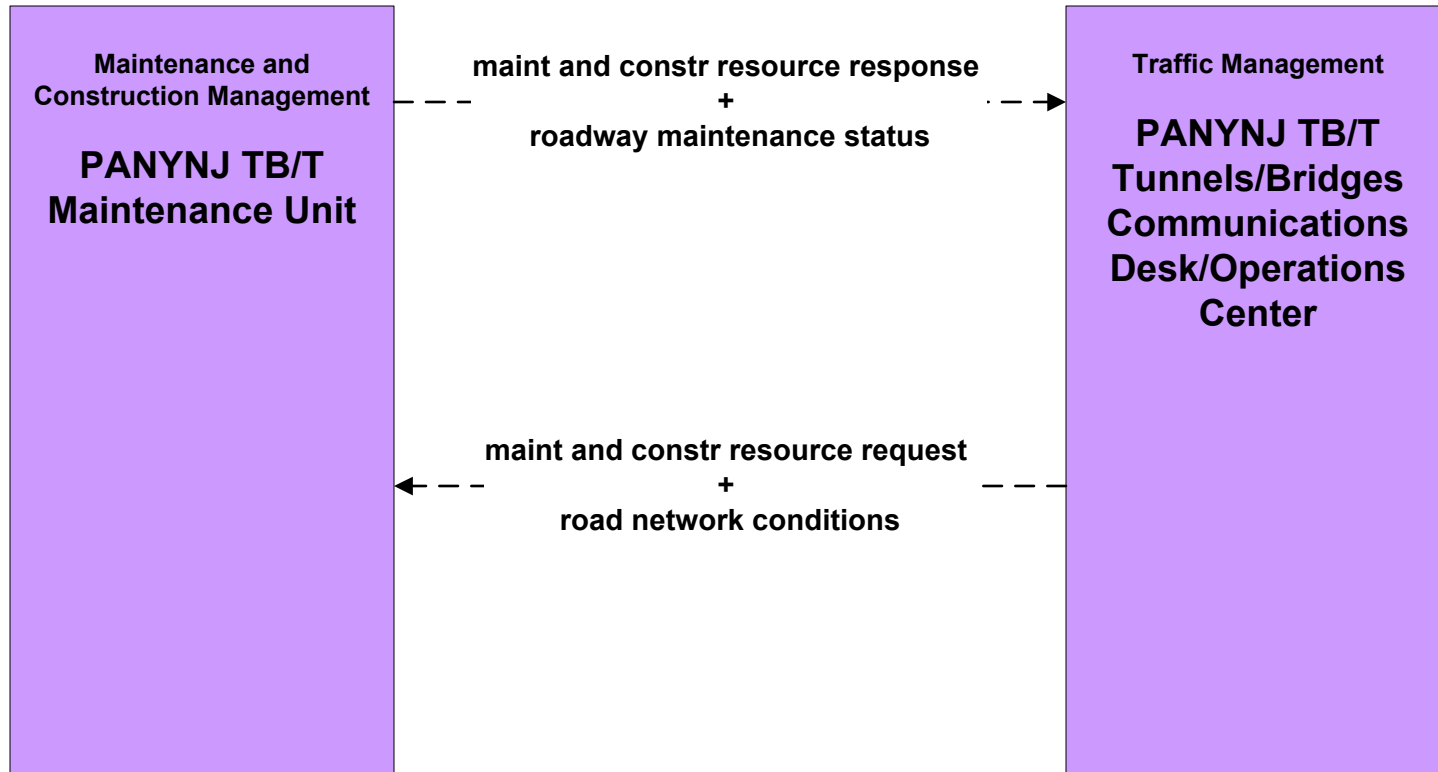 Maintenance and
Construction Management
PANYNJ TB/T
Maintenance Unit
maint and constr resource response
+
roadway maintenance status
maint and constr resource request
+
road network conditions
Traffic Management
PANYNJ TB/T
Tunnels/Bridges
Communications
Desk/Operations
Center